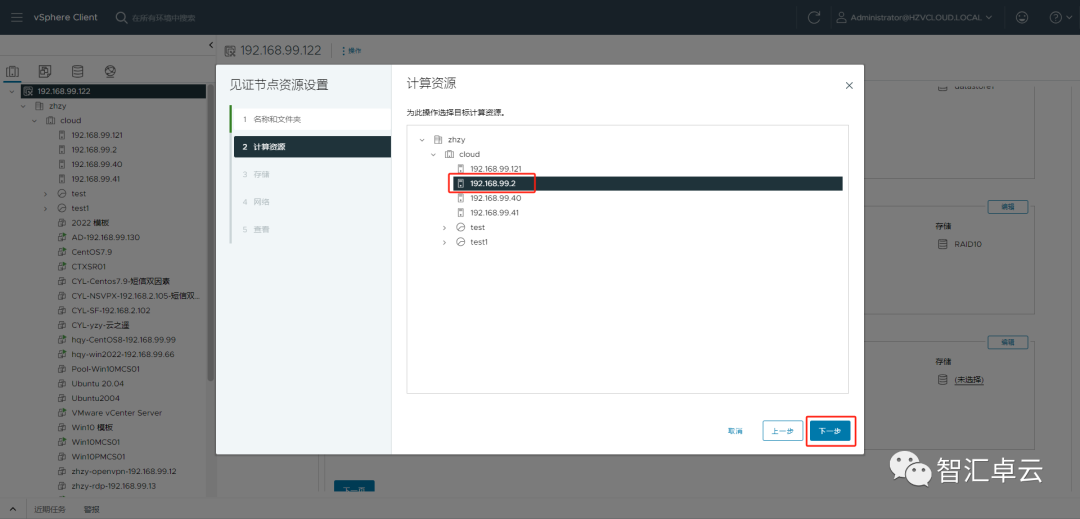 vSphere Client
在所有环境中搜索
Administrator@HZVCLOUD.LOCAL
192.168.99.122
操作
192.168.99.122
zhzy
cloud
192.168.99.121
192.168.99.2
192.168.99.40
192.168.99.41
test
test1
2022 模板
AD-192.168.99.130
CentOS7.9
CTXSR01
CYL-Centos7.9-短信双因素
CYL-NSVPX-192.168.2.105-短信双...
CYL-SF-192.168.2.102
CYL-yzy-云之遥
hqy-CentOS8-192.168.99.99
hqy-win2022-192.168.99.66
Pool-Win10MCS01
Ubuntu 20.04
Ubuntu2004
VMware vCenter Server
Win10 模板
Win10MCS01
Win10PMCS01
zhzy-openvpn-192.168.99.12
zhzy-rdp-192.168.99.13
见证节点资源设置
1 名称和文件夹
2 计算资源
3 存储
4 网络
5 查看
计算资源
为此操作选择目标计算资源。
zhzy
cloud
192.168.99.121
192.168.99.2
192.168.99.40
192.168.99.41
test
test1
取消
上一步
下一步
datastore1
编辑
存储
RAID10
编辑
存储
(未选择)
下一页
智汇卓云
近期任务
警报